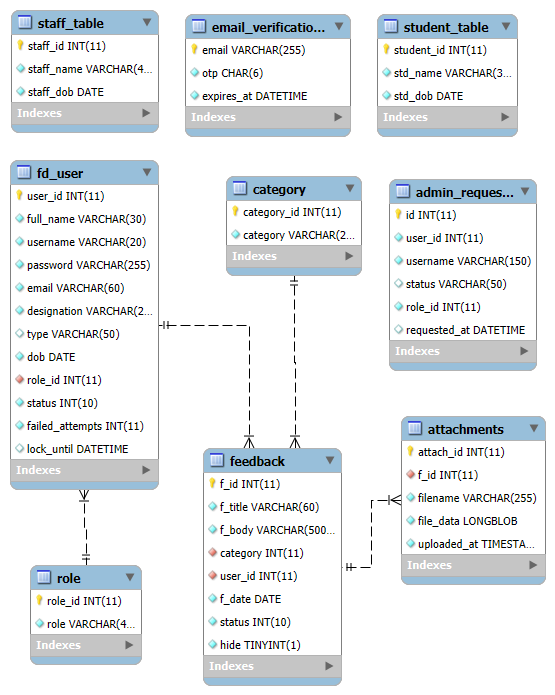 staff_table
staff_id INT(11)
staff_name VARCHAR(4...
staff_dob DATE
Indexes
email_verificatio...
email VARCHAR(255)
otp CHAR(6)
expires_at DATETIME
Indexes
student_table
student_id INT(11)
std_name VARCHAR(3...
std_dob DATE
Indexes
fd_user
user_id INT(11)
full_name VARCHAR(30)
username VARCHAR(20)
password VARCHAR(255)
email VARCHAR(60)
designation VARCHAR(2...
type VARCHAR(50)
dob DATE
role_id INT(11)
status INT(10)
failed_attempts INT(11)
lock_until DATETIME
Indexes
category
category_id INT(11)
category VARCHAR(2...
Indexes
admin_reques...
id INT(11)
user_id INT(11)
username VARCHAR(150)
status VARCHAR(50)
role_id INT(11)
requested_at DATETIME
Indexes
feedback
f_id INT(11)
f_title VARCHAR(60)
f_body VARCHAR(500...
category INT(11)
user_id INT(11)
f_date DATE
status INT(10)
hide TINYINT(1)
Indexes
attachments
attach_id INT(11)
f_id INT(11)
filename VARCHAR(255)
file_data LONGBLOB
uploaded_at TIMESTA...
Indexes
role
role_id INT(11)
role VARCHAR(4...
Indexes